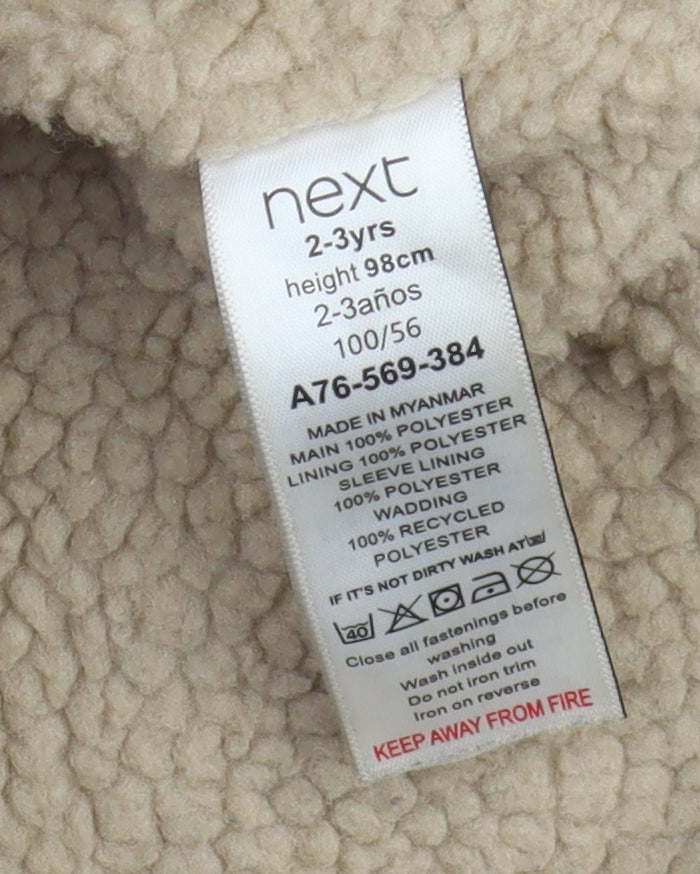 next
2-3yrs
height 98cm
2-3años
100/56
A76-569-384
MADE IN MYANMAR
MAIN 100% POLYESTER
LINING 100% POLYESTER
SLEEVE LINING
100% POLYESTER
WADDING
100% RECYCLED
POLYESTER
IF IT'S NOT DIRTY WASH AT
40
Close all fastenings before
washing
Wash inside out
Do not iron trim
Iron on reverse
KEEP AWAY FROM FIRE